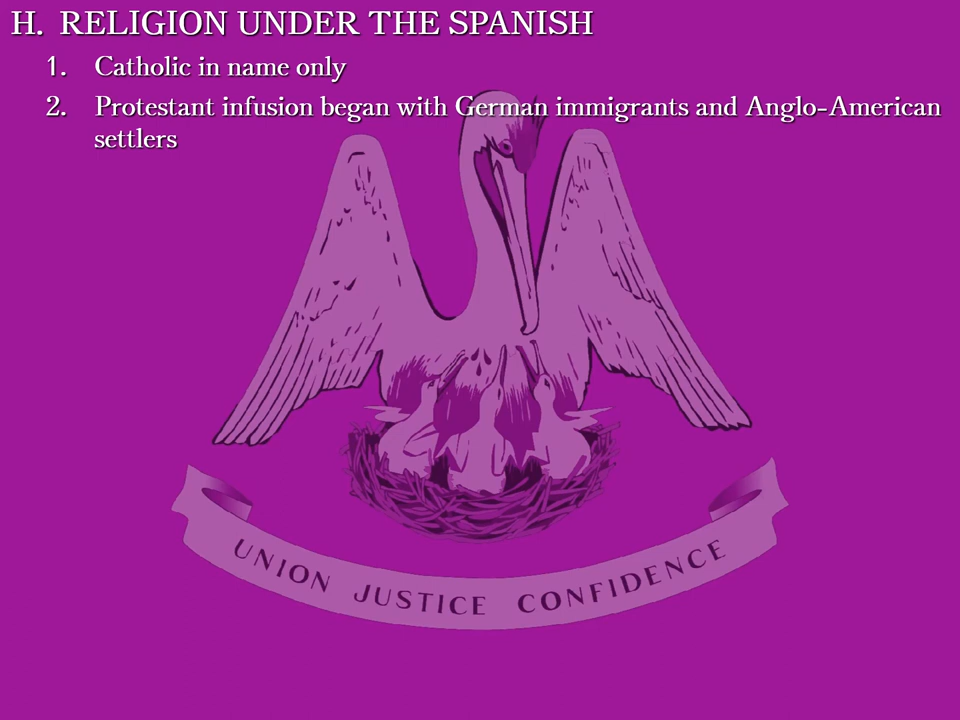 H. RELIGION UNDER THE SPANISH
1. Catholic in name only
2. Protestant infusion began with German immigrants and Anglo-American
settlers
UNION JUSTICE CONFIDENCE